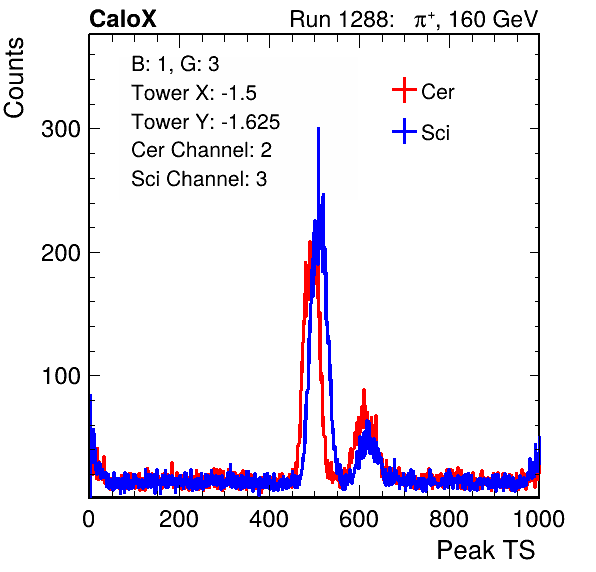 CaloX Run 1288: π⁺, 160 GeV
Counts
B: 1, G: 3
Tower X: -1.5
Tower Y: -1.625
Cer Channel: 2
Sci Channel: 3
Cer
Sci
300
200
100
0 200 400 600 800 1000
Peak TS